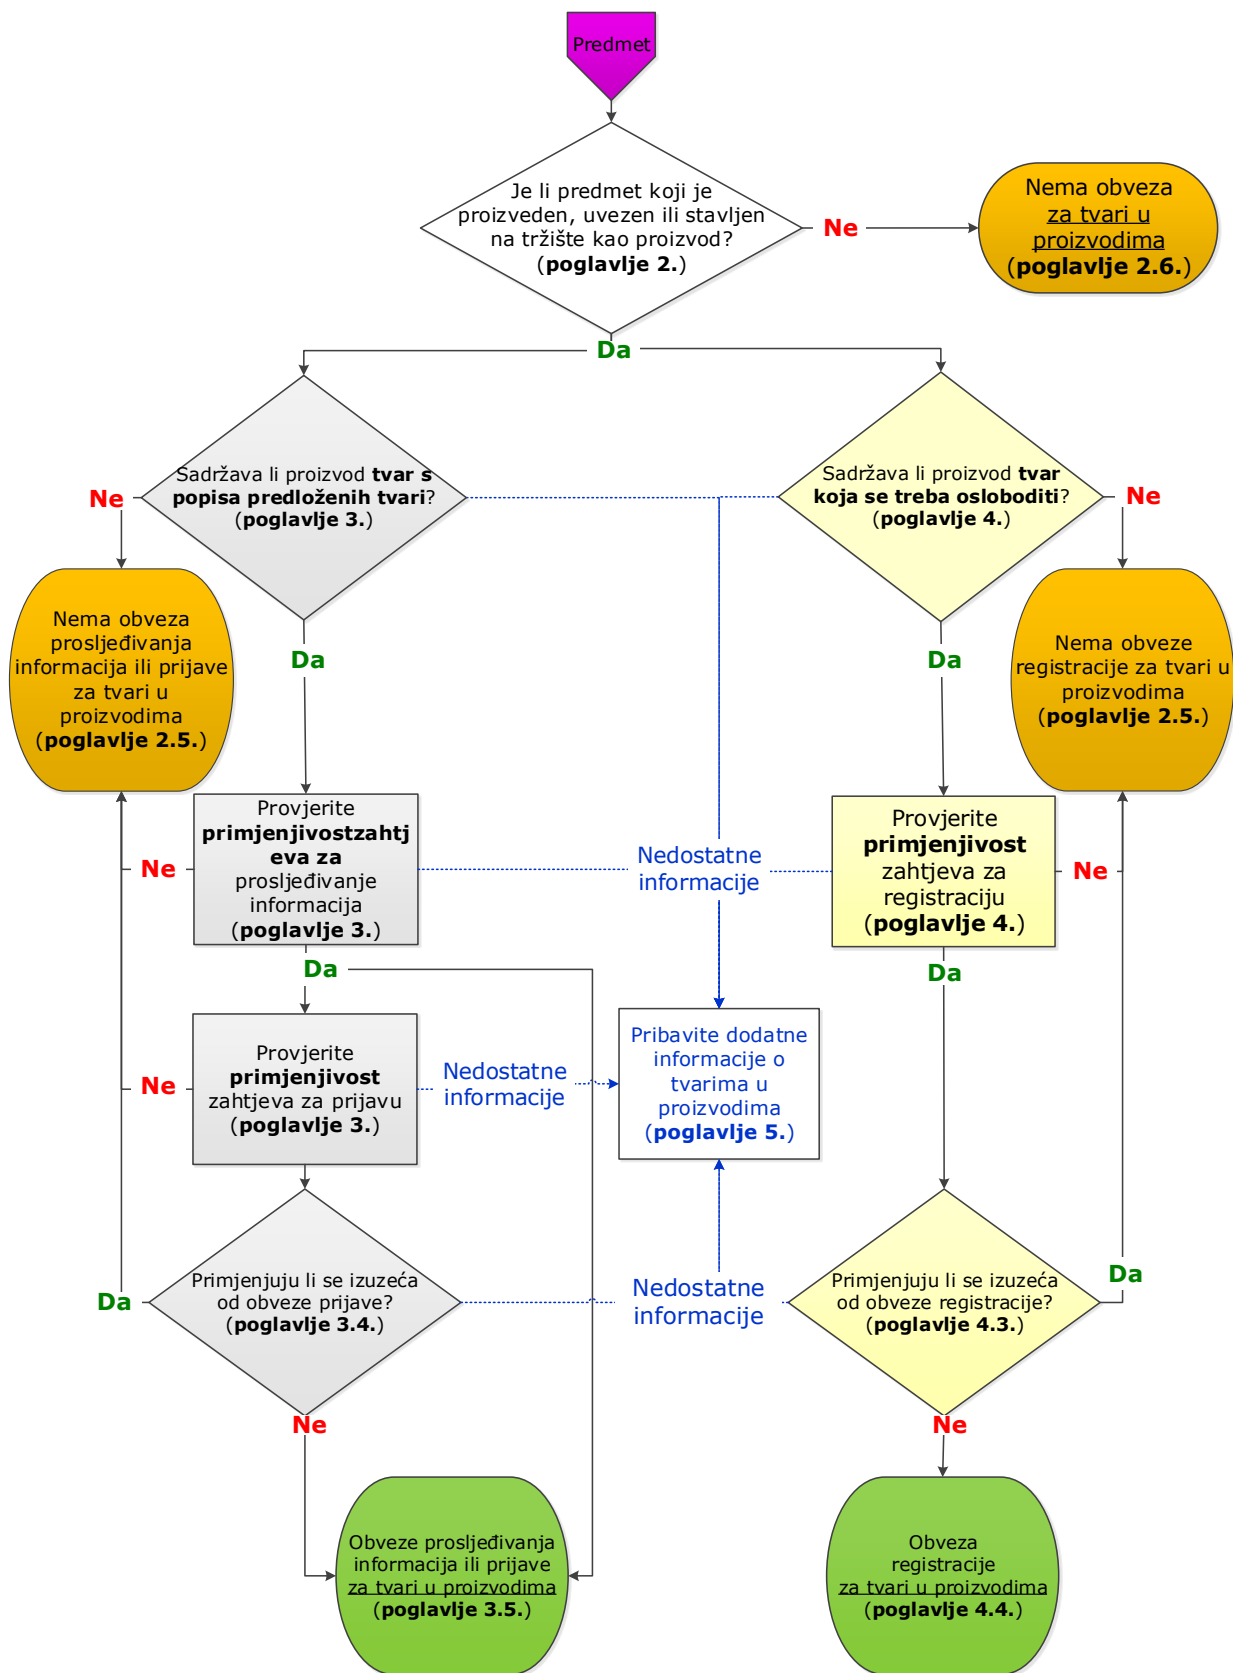 Predmet
Je li predmet koji je
proizveden, uvezen ili stavljen
na tržište kao proizvod?
(poglavlje 2.)
Ne
Nema obveza
za tvari u
proizvodima
(poglavlje 2.6.)
Da
Sadržava li proizvod tvar s
popisa predloženih tvari?
(poglavlje 3.)
Ne
Sadržava li proizvod tvar
koja se treba osloboditi?
(poglavlje 4.)
Ne
Nema obveza
prosljeđivanja
informacija ili prijave
za tvari u
proizvodima
(poglavlje 2.5.)
Da
Da
Nema obveze
registracije za tvari u
proizvodima
(poglavlje 2.5.)
Ne
Provjerite
primjenjivostzahtj
eva za
prosljeđivanje
informacija
(poglavlje 3.)
Nedostatne
informacije
Provjerite
primjenjivost
zahtjeva za
registraciju
(poglavlje 4.)
Ne
Da
Da
Ne
Provjerite
primjenjivost
zahtjeva za prijavu
(poglavlje 3.)
Nedostatne
informacije
Pribavite dodatne
informacije o
tvarima u
proizvodima
(poglavlje 5.)
Da
Primjenjuju li se izuzeća
od obveze prijave?
(poglavlje 3.4.)
Nedostatne
informacije
Primjenjuju li se izuzeća
od obveze registracije?
(poglavlje 4.3.)
Da
Ne
Ne
Obveze prosljeđivanja
informacija ili prijave
za tvari u proizvodima
(poglavlje 3.5.)
Obveza
registracije
za tvari u proizvodima
(poglavlje 4.4.)